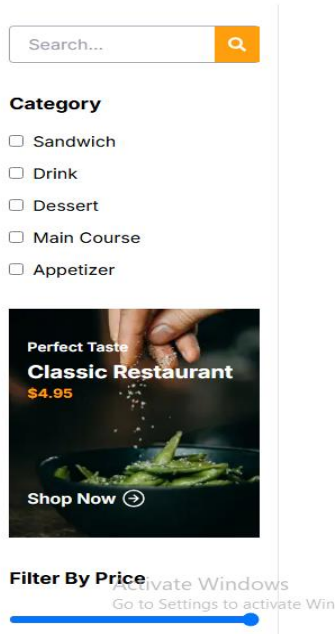 Search...
Category
Sandwich
Drink
Dessert
Main Course
Appetizer
Perfect Taste
Classic Restaurant
$4.95
Shop Now
Filter By Price
Activate Windows
Go to Settings to activate Win